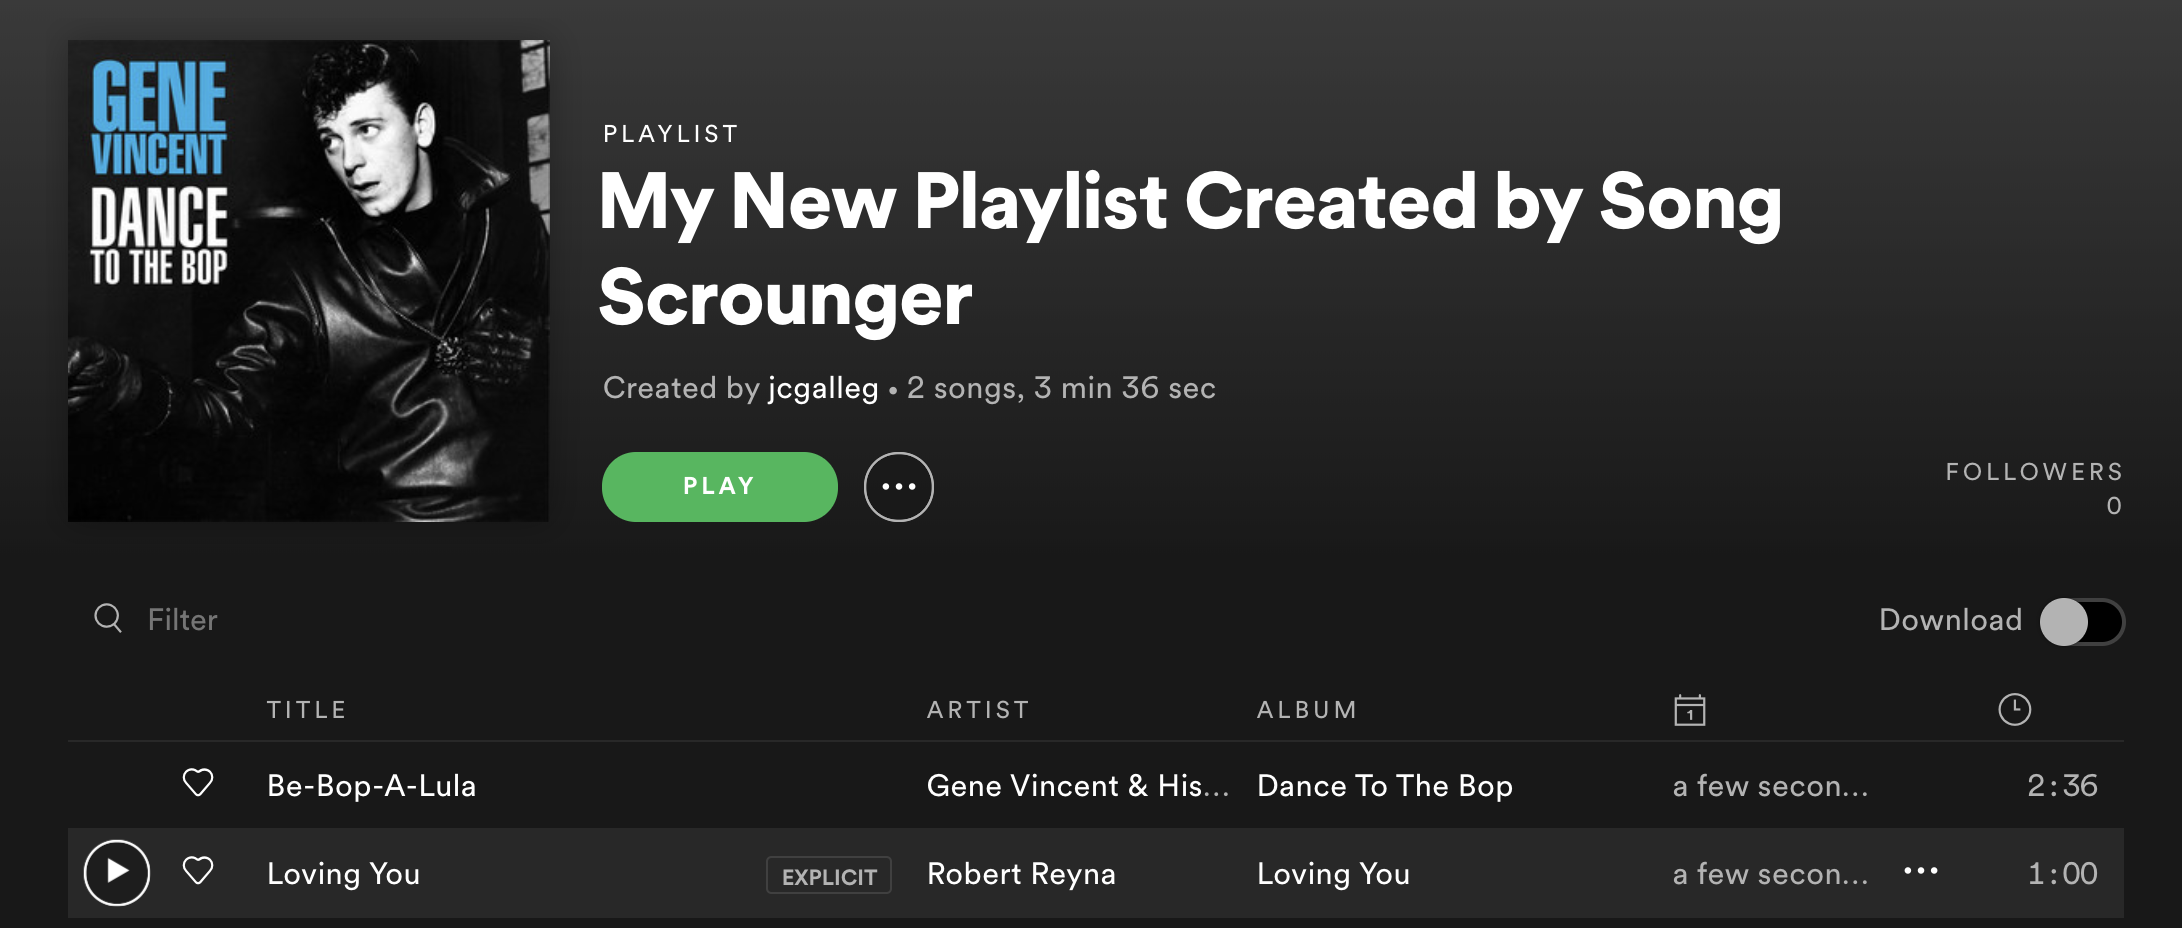 GENE
VINCENT
DANCE
TO THE BOP
PLAYLIST
My New Playlist Created by Song
Scrounger
Created by jcgalleg • 2 songs, 3 min 36 sec
PLAY
FOLLOWERS
0
Filter
Download
TITLE ARTIST ALBUM 1
Be-Bop-A-Lula Gene Vincent & His... Dance To The Bop a few secon... 2:36
Loving You EXPLICIT Robert Reyna Loving You a few secon... 1:00